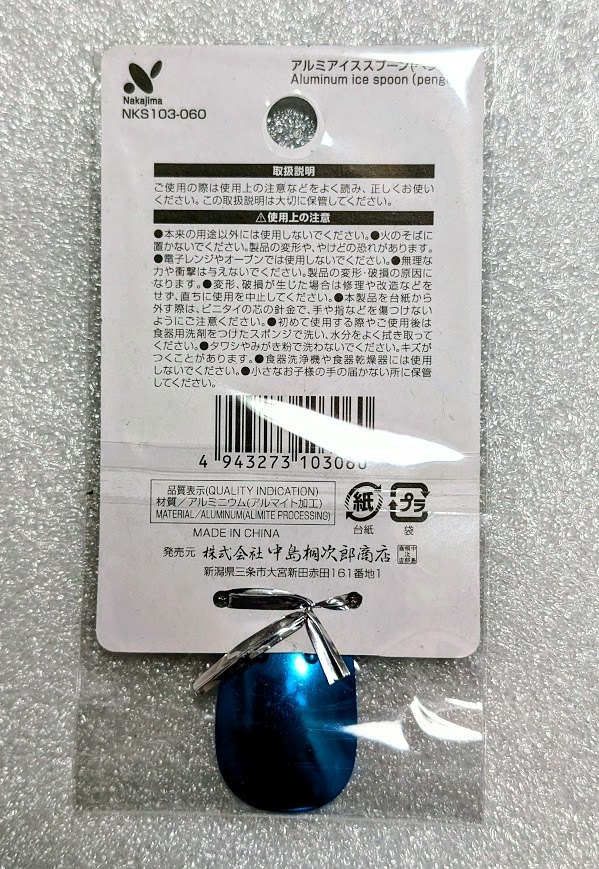 アルミアイススプーン(ペン
Aluminum ice spoon (peng
Nakajima
NKS103-060
取扱説明
ご使用の際は使用上の注意などをよく読み、正しくお使い
ください。この取扱説明は大切に保管してください。
⚠使用上の注意
●本来の用途以外には使用しないでください。●火のそばに
置かないでください。製品の変形や、やけどの恐れがあります。
●電子レンジやオーブンでは使用しないでください。●無理な
力や衝撃は与えないでください。製品の変形・破損の原因に
なります。●変形、破損が生じた場合は修理や改造などを
せず、直ちに使用を中止してください。●本製品を台紙から
外す際は、ビニタイの芯の針金で、手や指などを傷つけない
ようにご注意ください。●初めて使用する際やご使用後は
食器用洗剤をつけたスポンジで洗い、水分をよく拭き取って
ください。●タワシやみがき粉で洗わないでください。キズが
つくことがあります。●食器洗浄機や食器乾燥器には使用
しないでください。●小さなお子様の手の届かない所に保管
してください。
4 943273 103060
品質表示(QUALITY INDICATION)
材質/アルミニウム(アルマイト加工)
MATERIAL/ALUMINUM(ALIMITE PROCESSING)
紙
台紙
プラ
袋
MADE IN CHINA
発売元 株式会社中島桐次郎商店
新潟県三条市大宮新田赤田161番地1